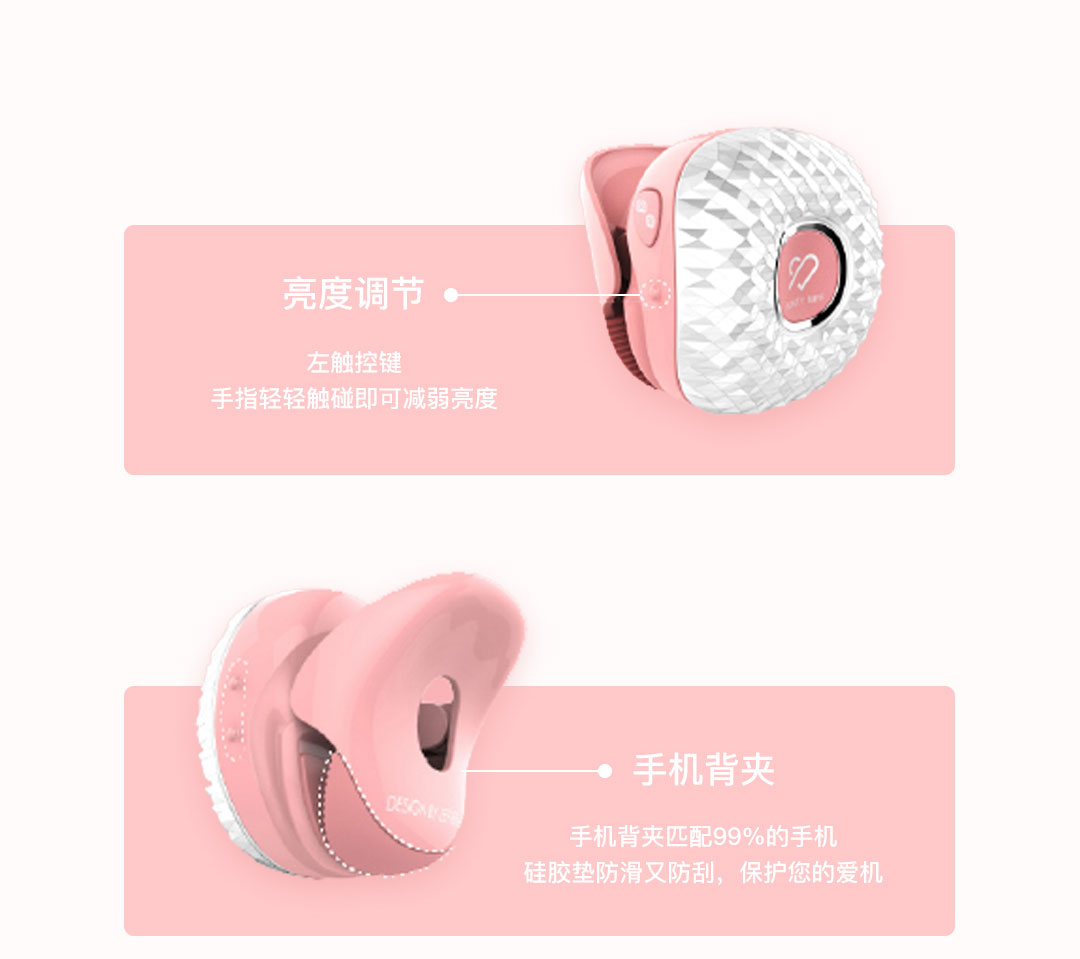 亮度调节
左触控键
手指轻轻触碰即可减弱亮度
DESIGN BY
手机背夹
手机背夹匹配99%的手机
硅胶垫防滑又防刮，保护您的爱机